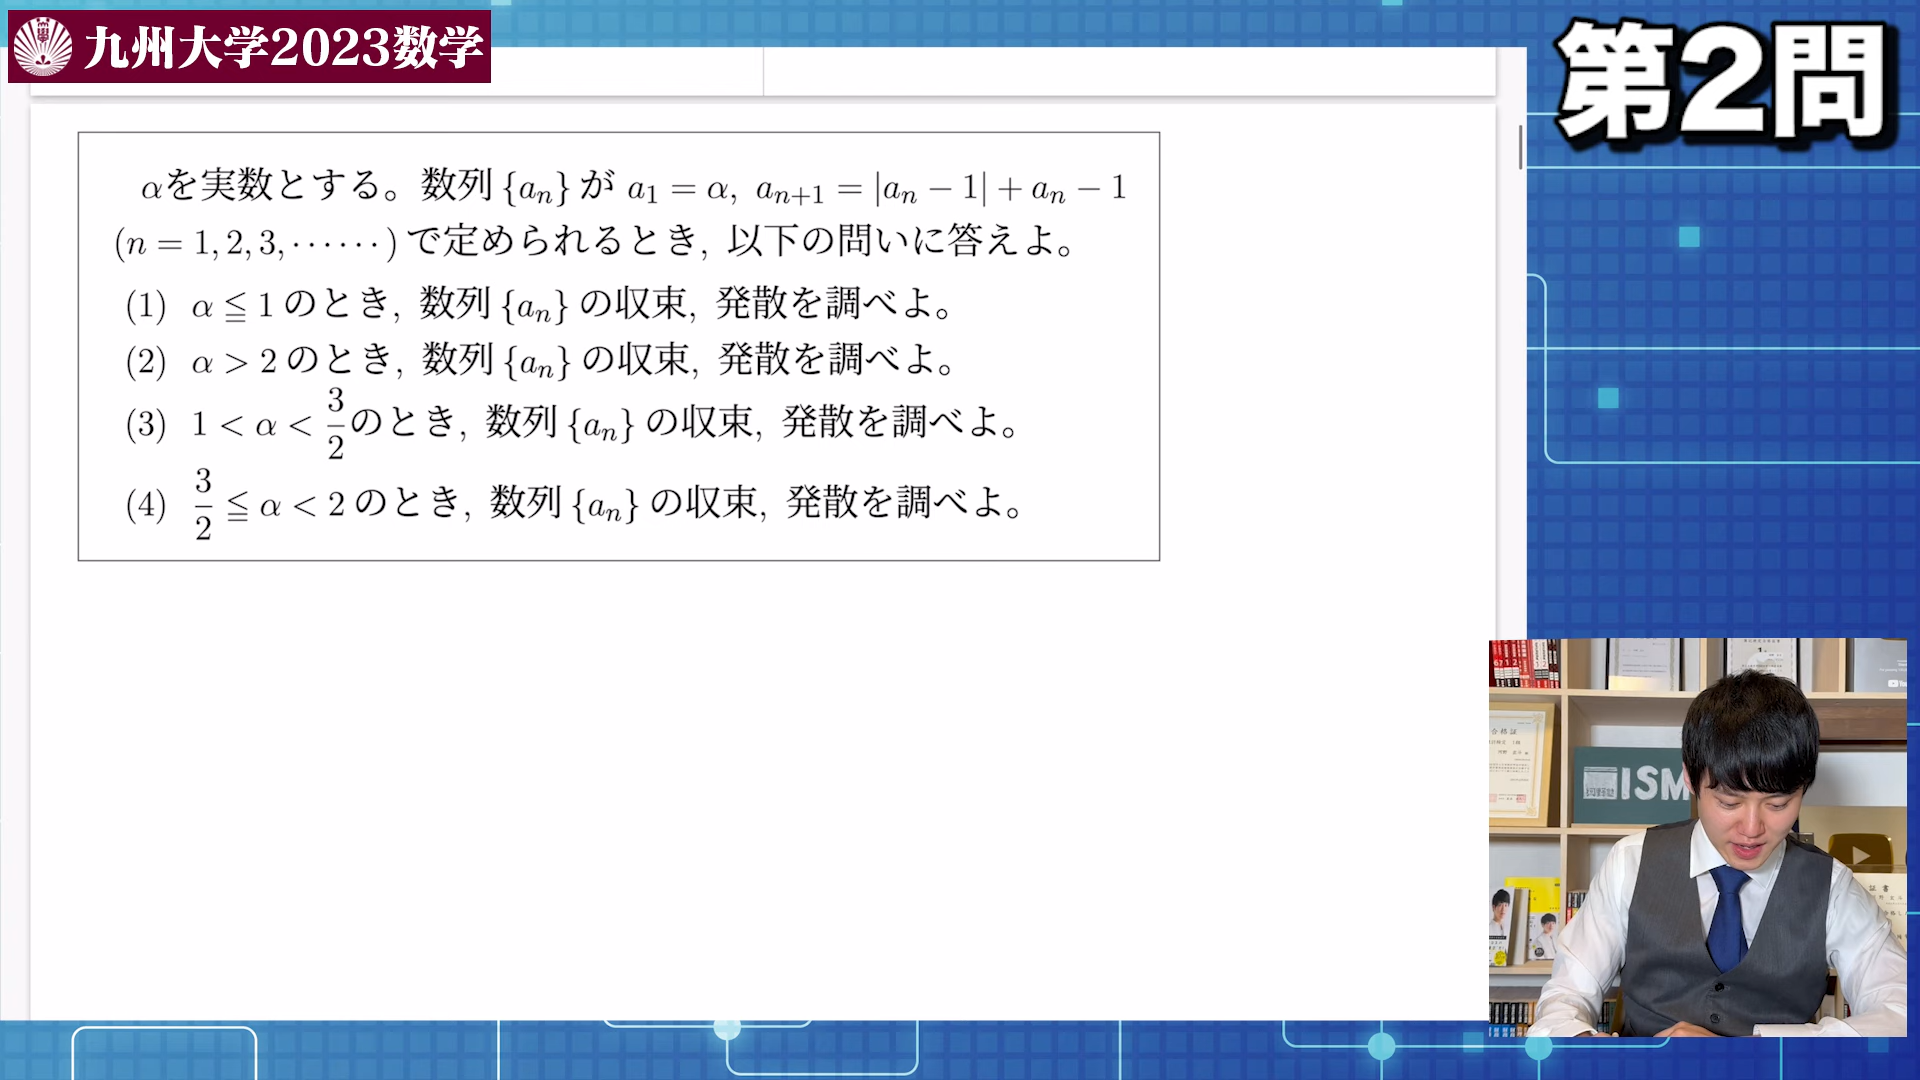 九州大学2023数学
第2問
αを実数とする。数列 {aₙ} が a₁ = α, aₙ₊₁ = |aₙ − 1| + aₙ − 1
(n = 1, 2, 3, ⋯⋯) で定められるとき, 以下の問いに答えよ。
(1) α ≦ 1 のとき, 数列 {aₙ} の収束, 発散を調べよ。
(2) α > 2 のとき, 数列 {aₙ} の収束, 発散を調べよ。
(3) 1 < α < 3/2 のとき, 数列 {aₙ} の収束, 発散を調べよ。
(4) 3/2 ≦ α < 2 のとき, 数列 {aₙ} の収束, 発散を調べよ。
合格証
ISM
証書